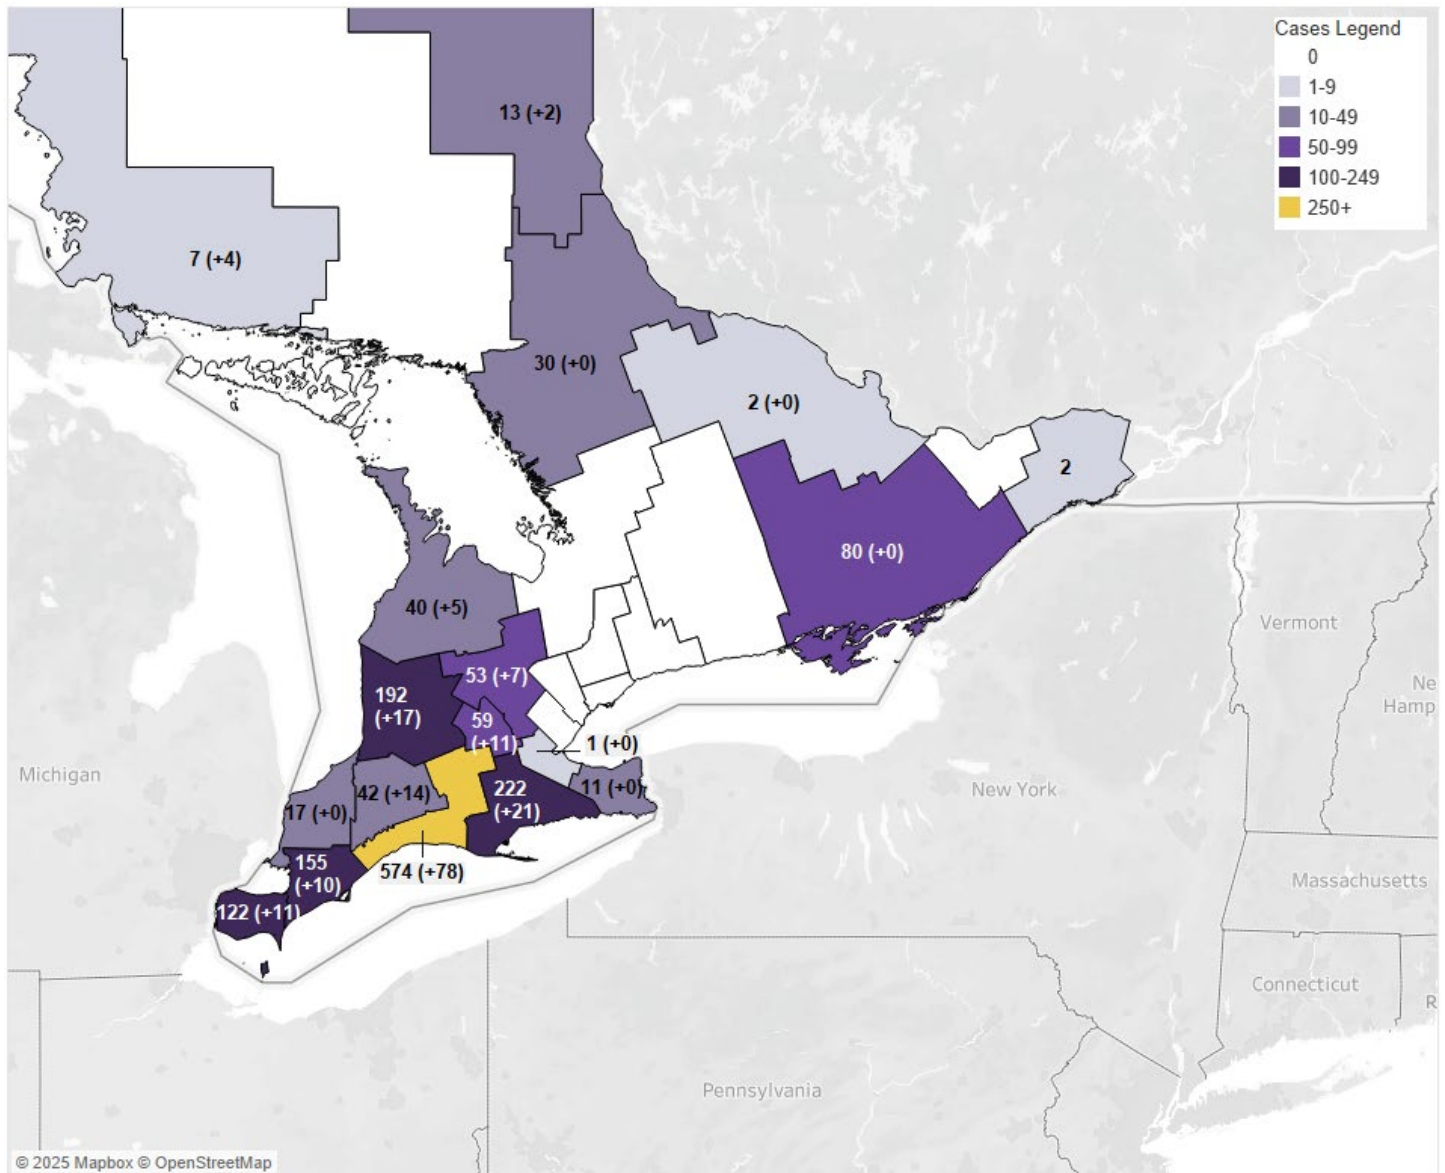 Cases Legend
0
1-9
10-49
50-99
100-249
250+
13 (+2)
7 (+4)
30 (+0)
2 (+0)
2
80 (+0)
40 (+5)
Vermont
53 (+7)
192
(+17)
59
(+11)
1 (+0)
Ne
Hamp
Michigan
42 (+14)
222
(+21)
11 (+0)
New York
17 (+0)
155
(+10)
574 (+78)
Massachusetts
122 (+11)
Connecticut
R
Pennsylvania
© 2025 Mapbox © OpenStreetMap